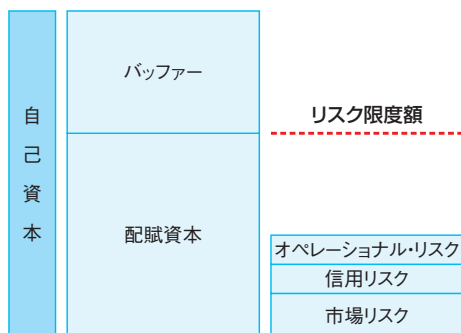 自己資本
バッファー
リスク限度額
配賦資本
オペレーショナル・リスク
信用リスク
市場リスク